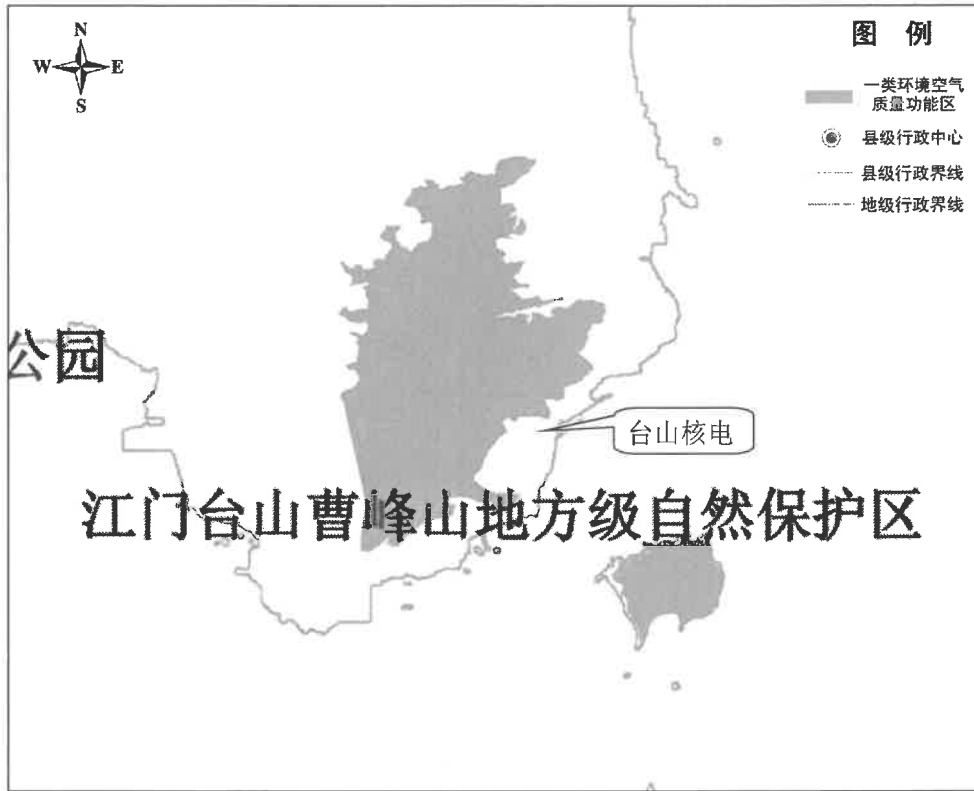 N
W E
S
图 例
一类环境空气
质量功能区
县级行政中心
县级行政界线
地级行政界线
公园
台山核电
江门台山曹峰山地方级自然保护区